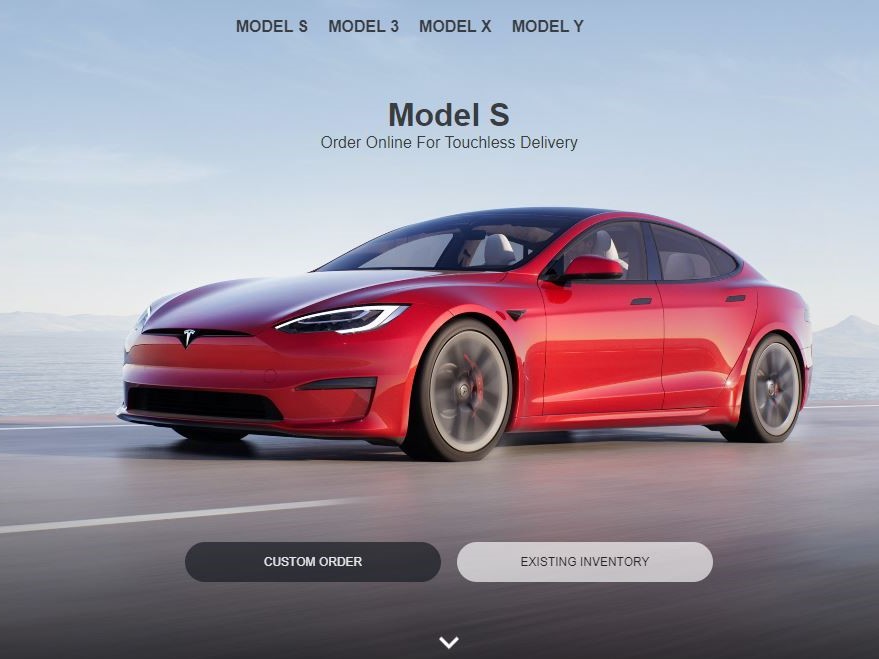 MODEL S MODEL 3 MODEL X MODEL Y
Model S
Order Online For Touchless Delivery
CUSTOM ORDER
EXISTING INVENTORY